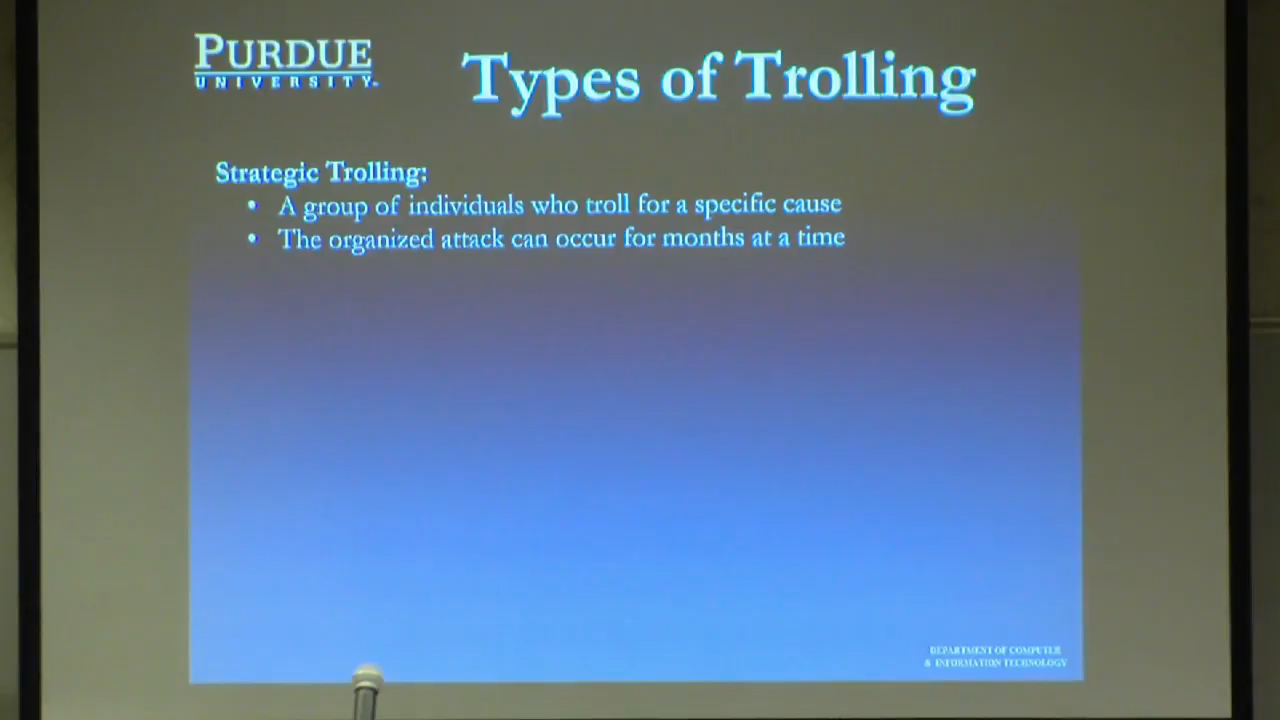 PURDUE
UNIVERSITY
Types of Trolling
Strategic Trolling:
• A group of individuals who troll for a specific cause
• The organized attack can occur for months at a time
DEPARTMENT OF COMPUTER
& INFORMATION TECHNOLOGY